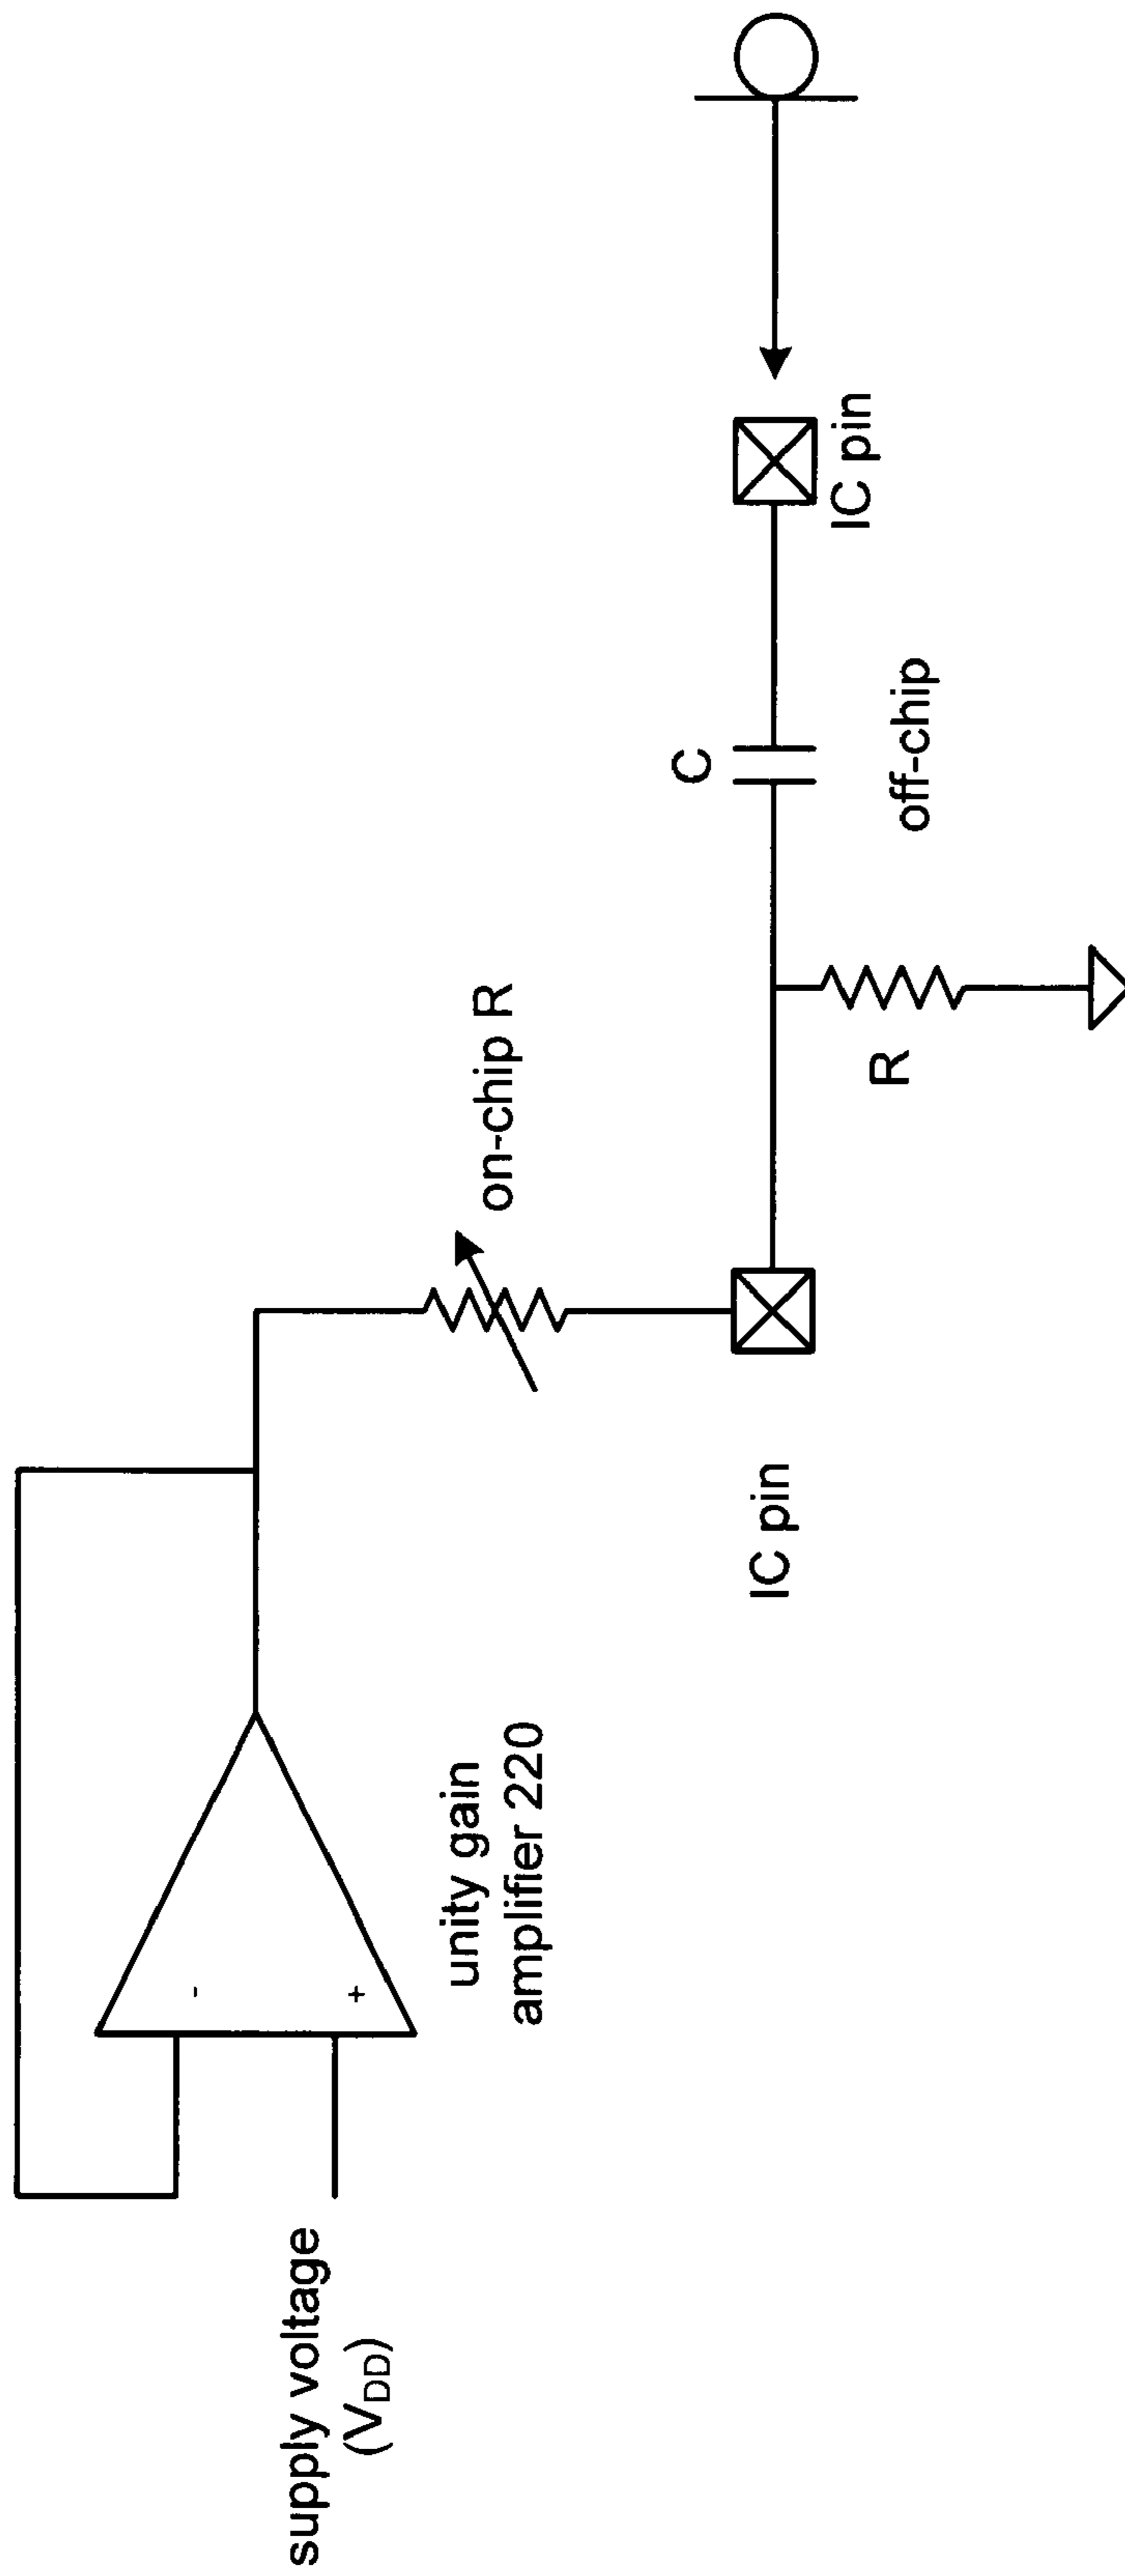 supply voltage
(V_DD)
-
+
unity gain
amplifier 220
on-chip R
IC pin
R
C
off-chip
IC pin